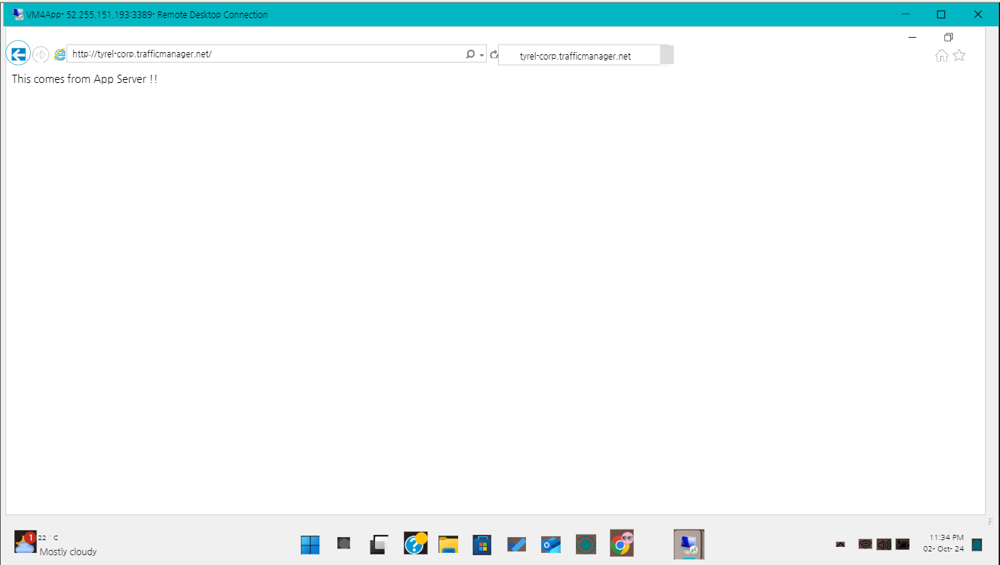 VM4App- 52.255.151.193:3389- Remote Desktop Connection
http://tyrel-corp.trafficmanager.net/
tyrel-corp.trafficmanager.net
This comes from App Server !!
F
1
22 ° C
Mostly cloudy
11:34 PM
02- Oct- 24